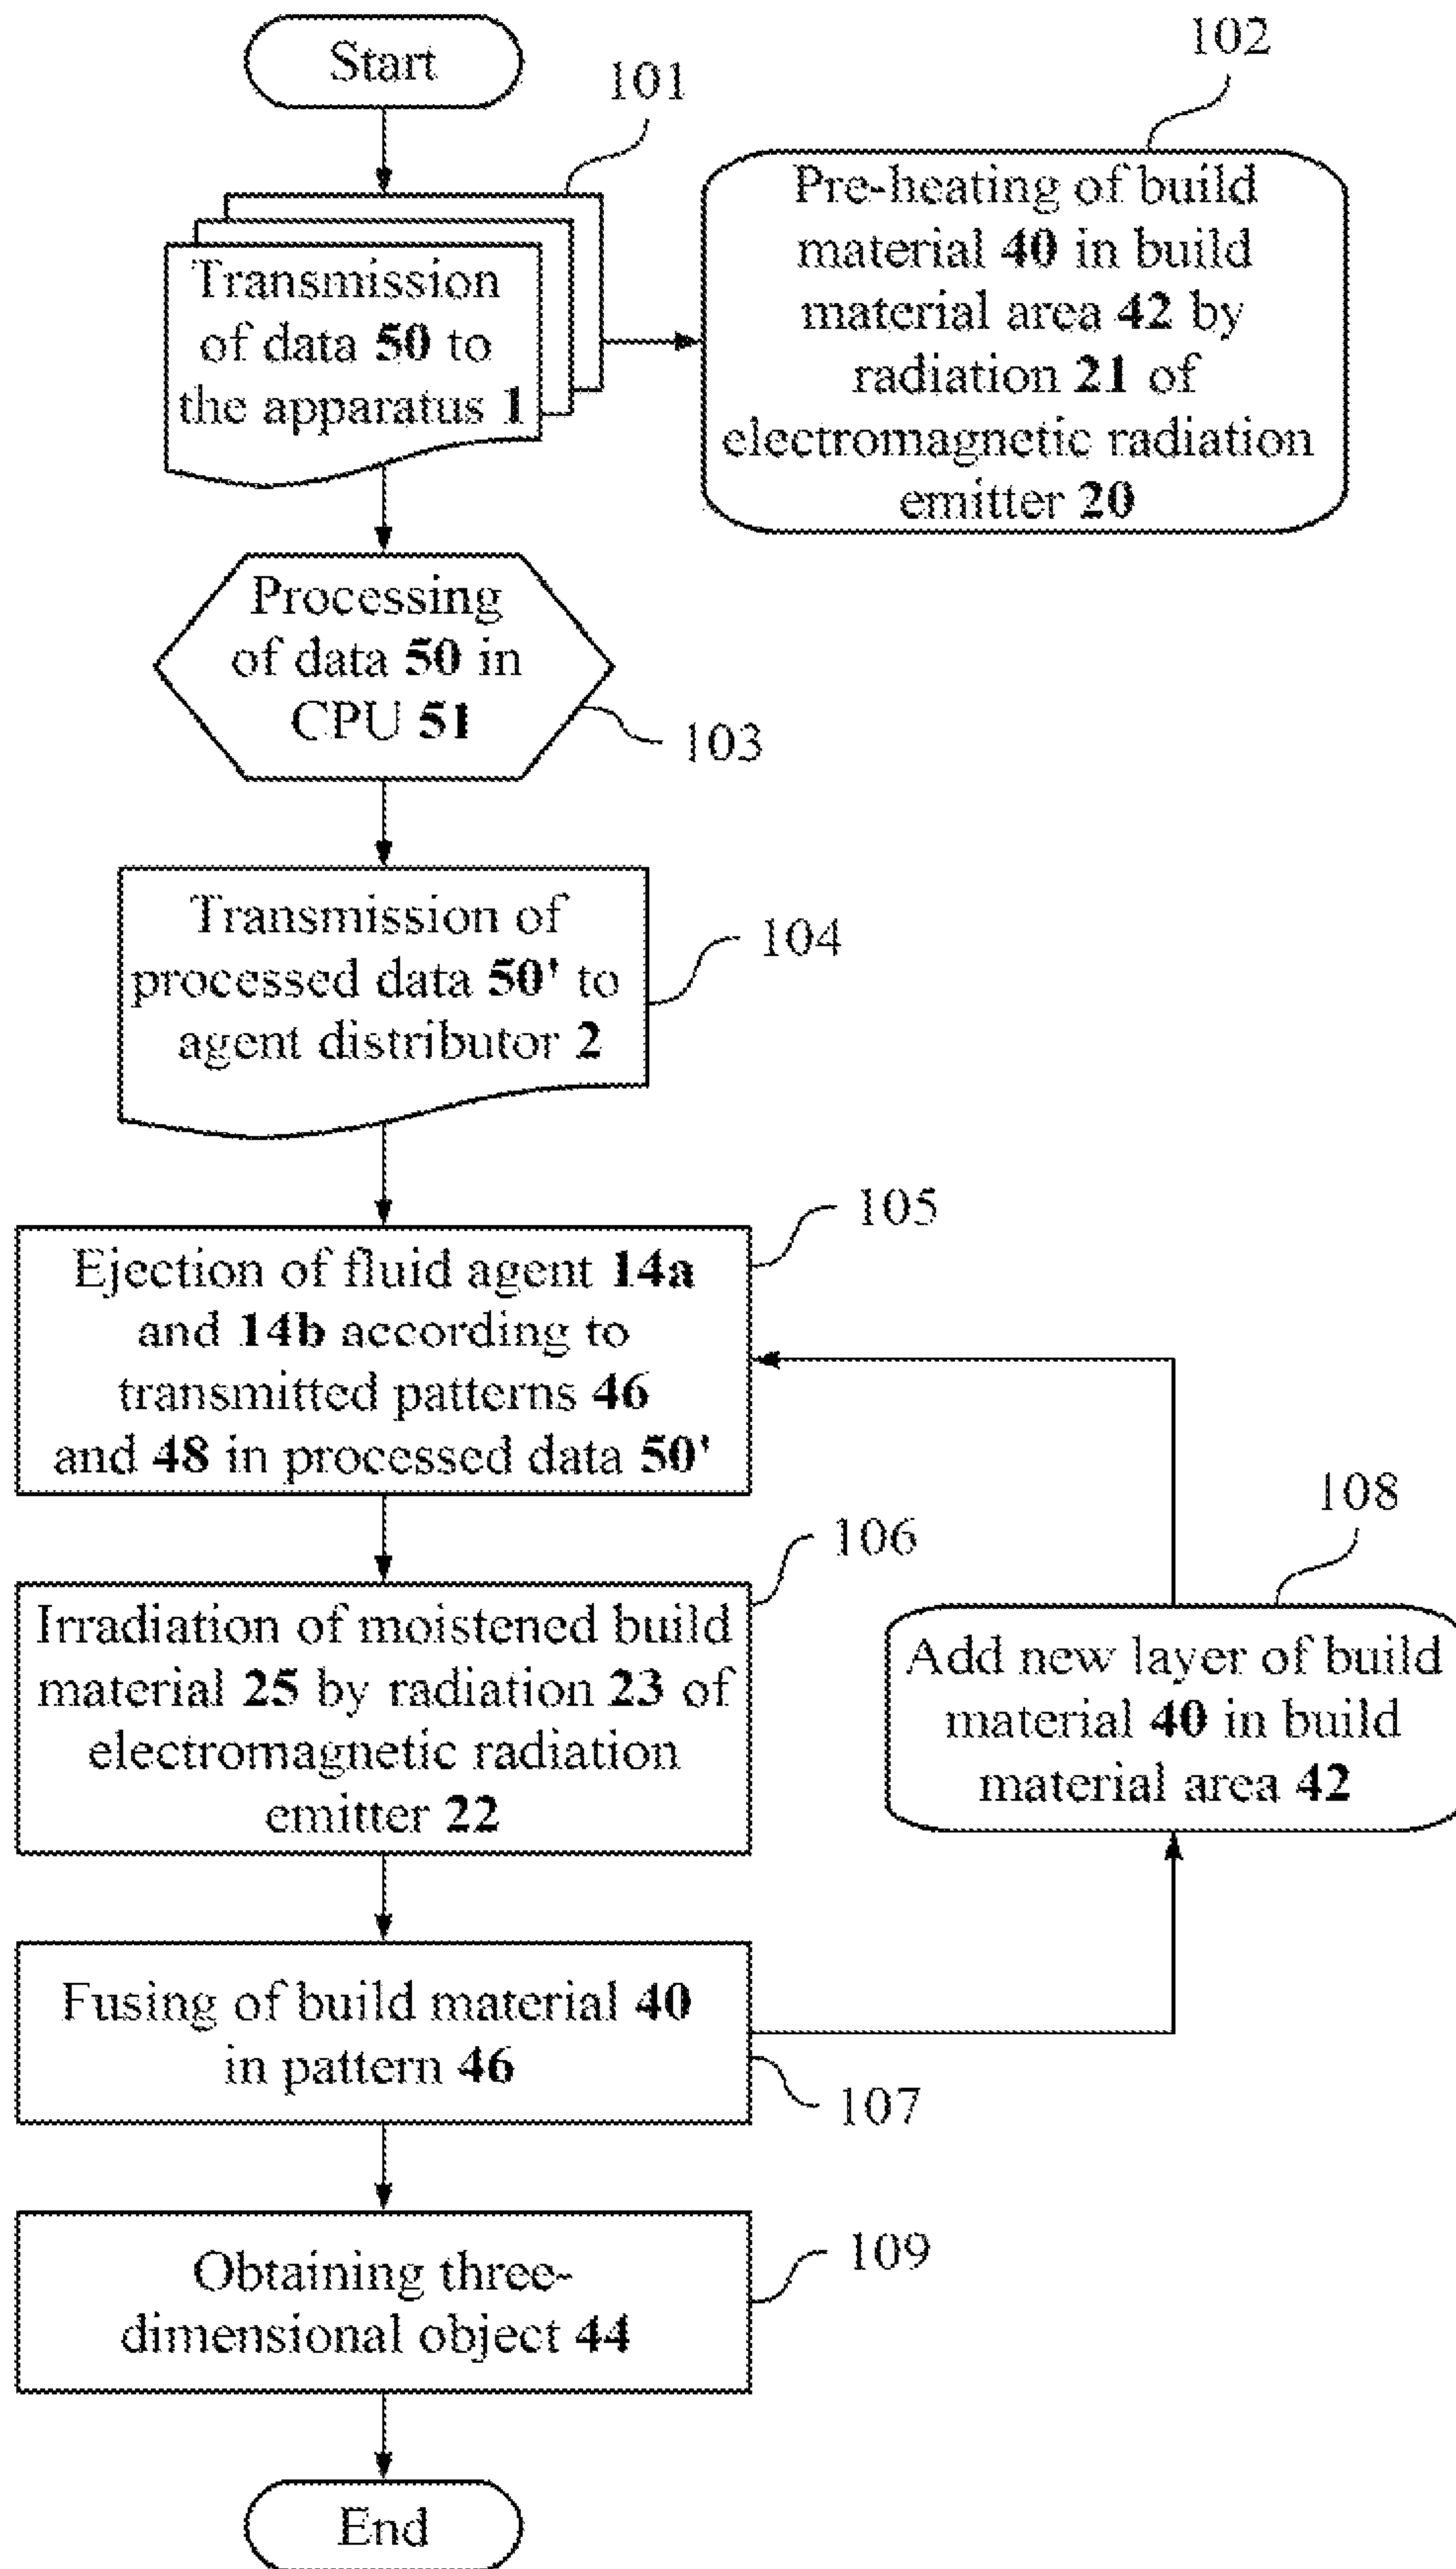 Start
101
102
Transmission
of data 50 to
the apparatus 1
Pre-heating of build
material 40 in build
material area 42 by
radiation 21 of
electromagnetic radiation
emitter 20
Processing
of data 50 in
CPU 51
103
Transmission of
processed data 50'  to
agent distributor 2
104
105
Ejection of fluid agent 14a
and 14b according to
transmitted patterns 46
and 48 in processed data 50'
106
Irradiation of moistened build
material 25 by radiation 23 of
electromagnetic radiation
emitter 22
108
Add new layer of build
material 40 in build
material area 42
Fusing of build material 40
in pattern 46
107
Obtaining three-
dimensional object 44
109
End